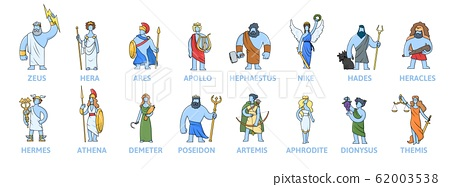 ZEUS HERA ARES APOLLO HEPHAESTUS NIKE HADES HERACLES
HERMES ATHENA DEMETER POSEIDON ARTEMIS APHRODITE DIONYSUS THEMIS
62003538